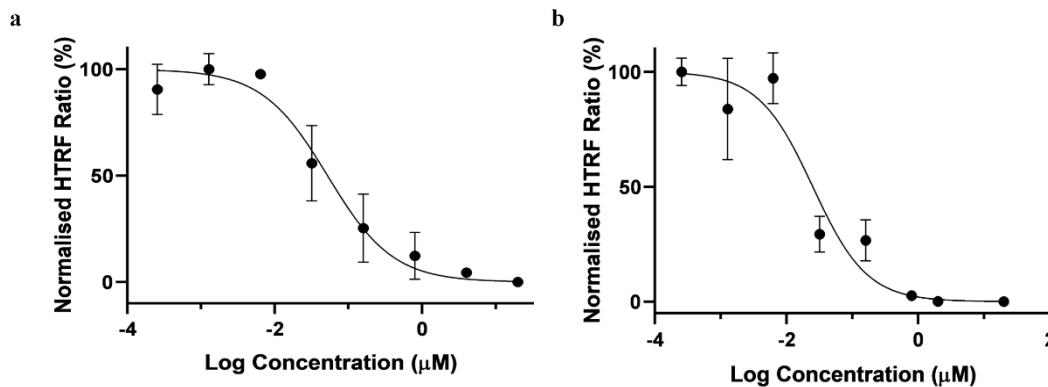 a
Normalised HTRF Ratio (%)
100
50
0
-4
-2
0
Log Concentration (μM)
b
Normalised HTRF Ratio (%)
100
50
0
-4
-2
0
2
Log Concentration (μM)